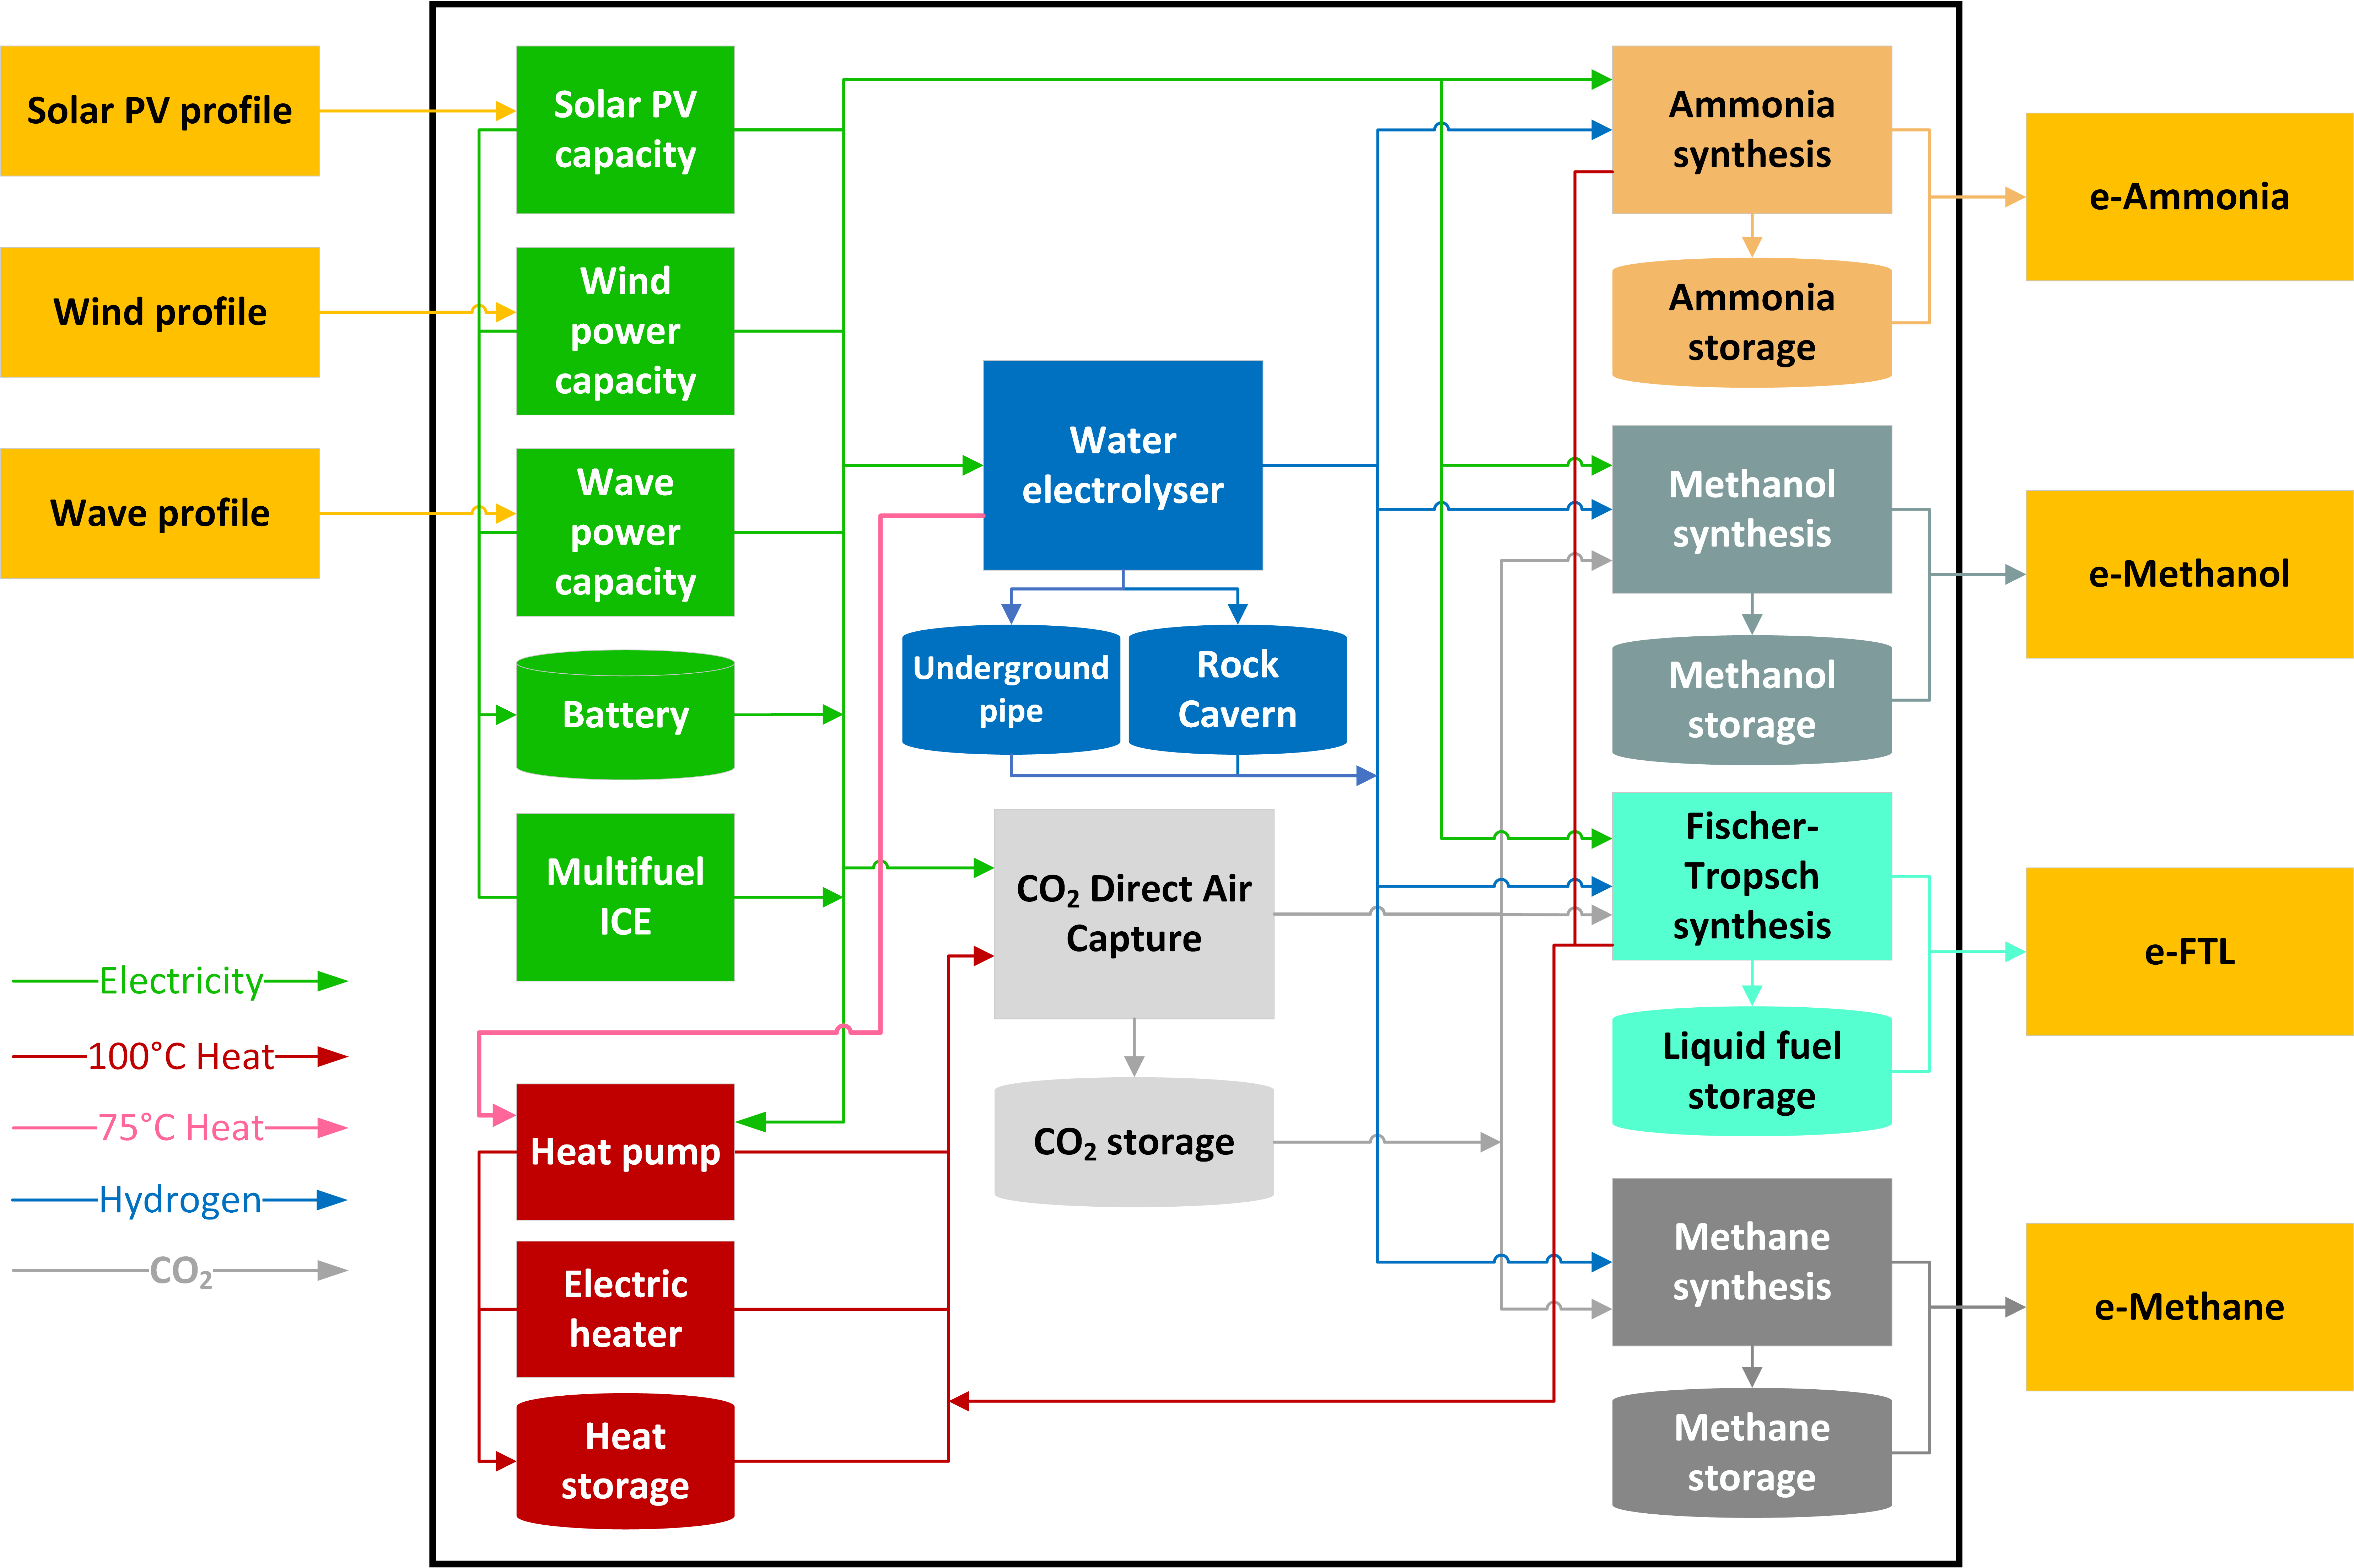 Solar PV profile
Wind profile
Wave profile
Electricity
100°C Heat
75°C Heat
Hydrogen
CO₂
Solar PV
capacity
Wind
power
capacity
Wave
power
capacity
Battery
Multifuel
ICE
Heat pump
Electric
heater
Heat
storage
Water
electrolyser
Underground
pipe
Rock
Cavern
CO₂ Direct Air
Capture
CO₂ storage
Ammonia
synthesis
Ammonia
storage
Methanol
synthesis
Methanol
storage
Fischer-
Tropsch
synthesis
Liquid fuel
storage
Methane
synthesis
Methane
storage
e-Ammonia
e-Methanol
e-FTL
e-Methane